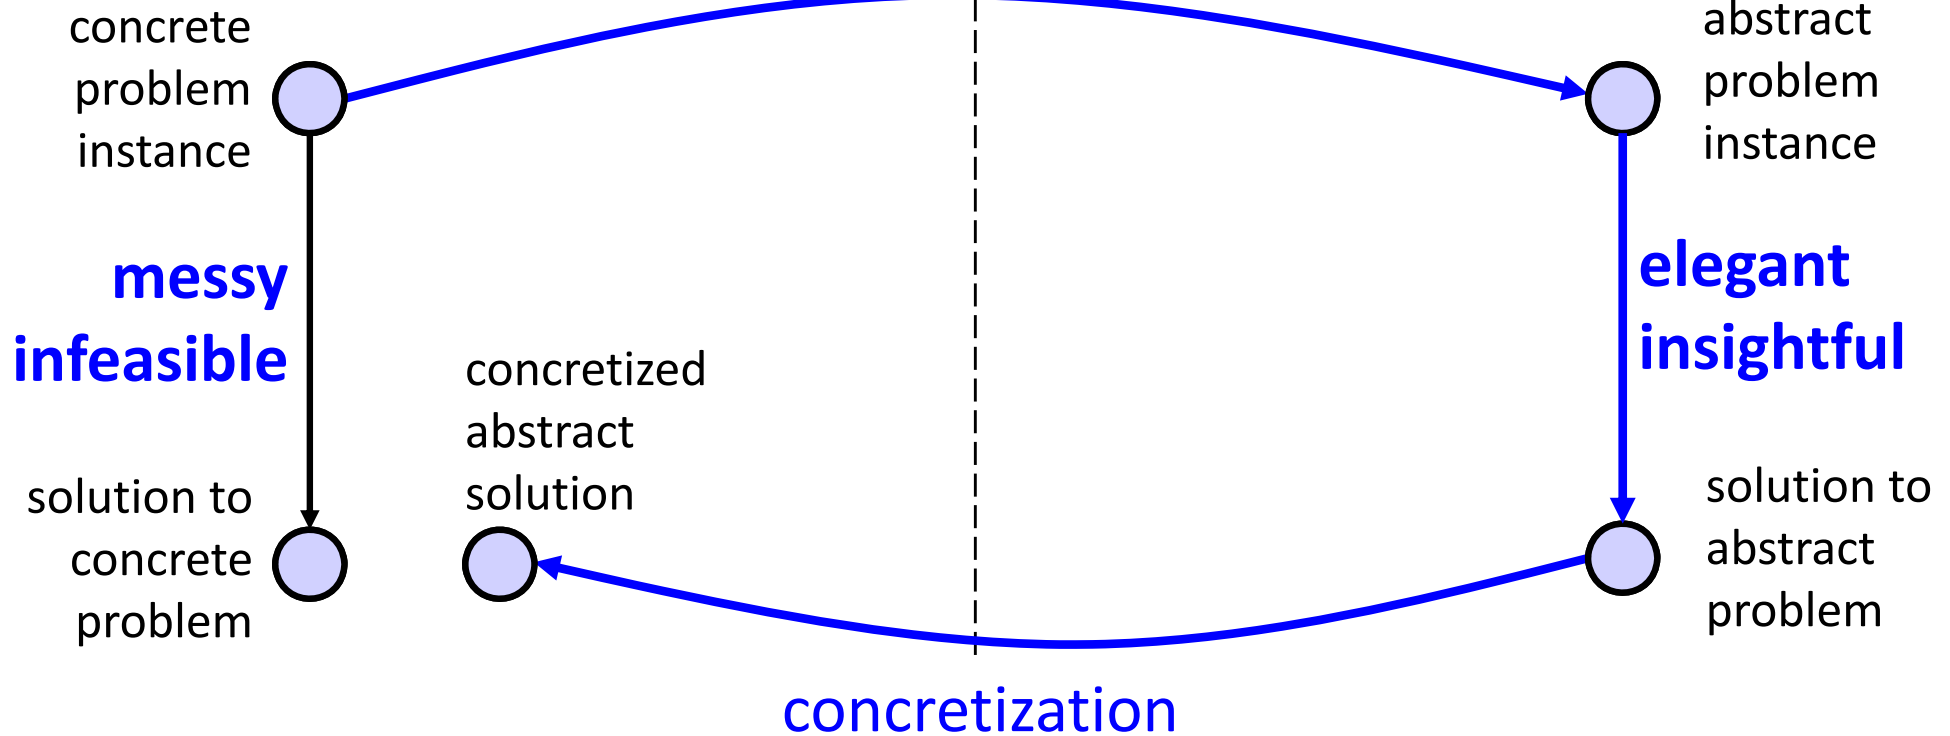 concrete
problem
instance
abstract
problem
instance
messy
infeasible
elegant
insightful
concretized
abstract
solution
solution to
concrete
problem
solution to
abstract
problem
concretization